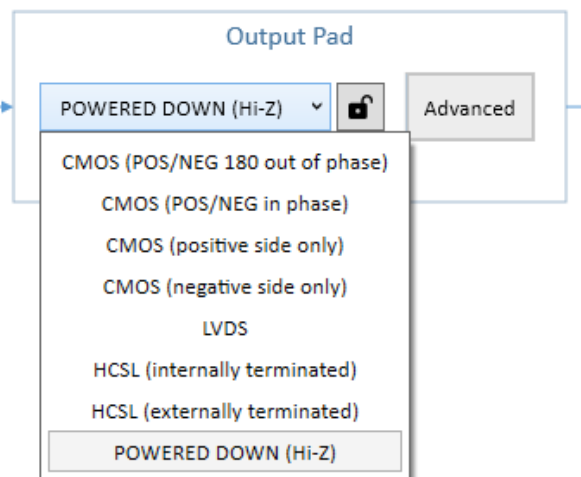 Output Pad
POWERED DOWN (Hi-Z)
Advanced
CMOS (POS/NEG 180 out of phase)
CMOS (POS/NEG in phase)
CMOS (positive side only)
CMOS (negative side only)
LVDS
HCSL (internally terminated)
HCSL (externally terminated)
POWERED DOWN (Hi-Z)